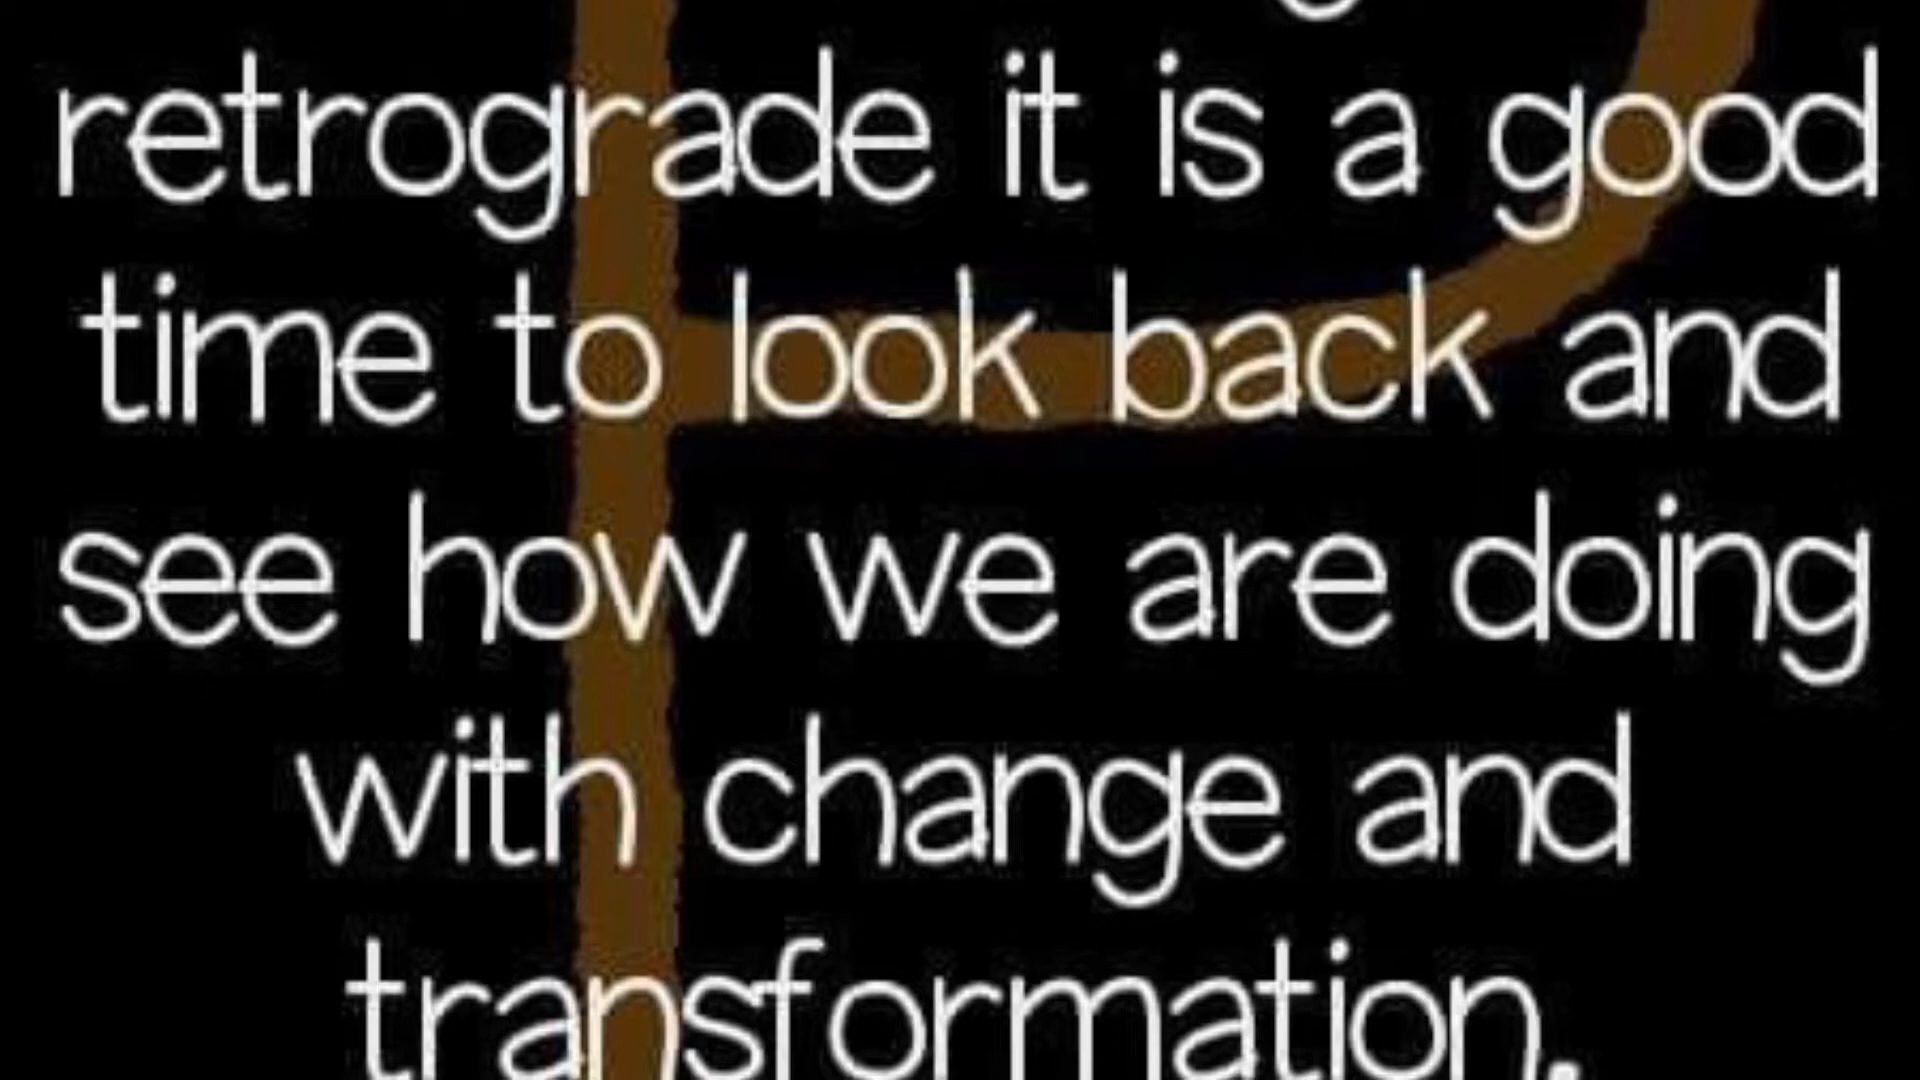 retrograde it is a good
time to look back and
see how we are doing
with change and
transformation.